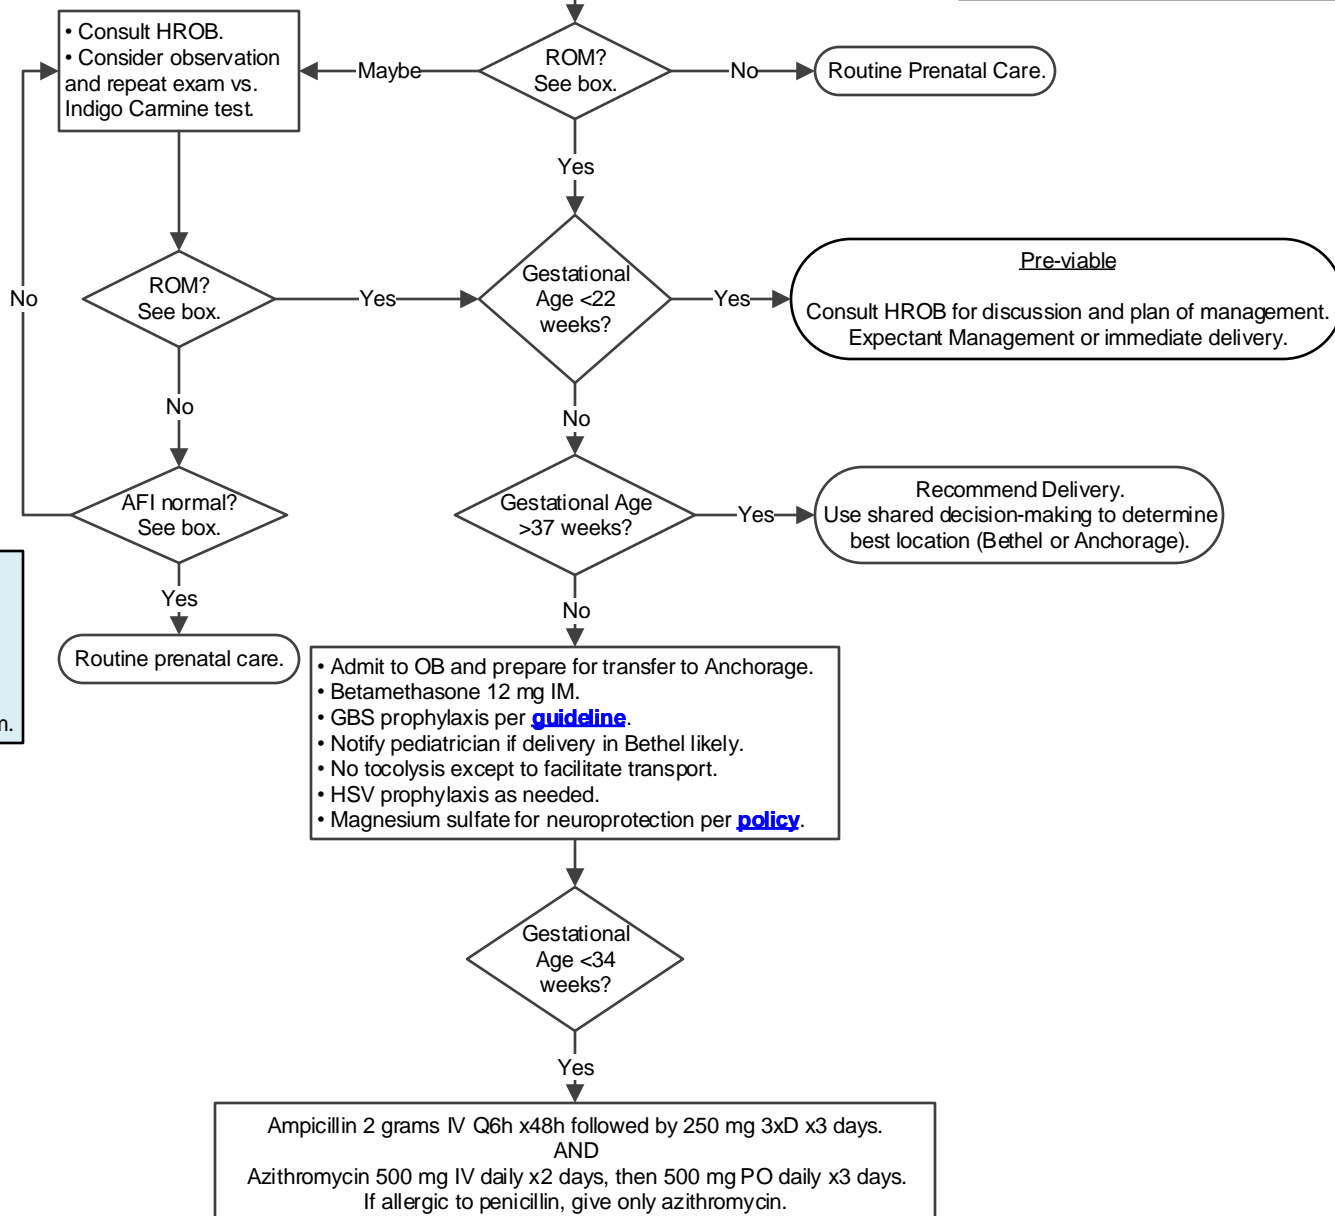 • Consult HROB.
• Consider observation
and repeat exam vs.
Indigo Carmine test.
Maybe
ROM?
See box.
No
Routine Prenatal Care.
Yes
No
ROM?
See box.
Yes
Gestational
Age <22
weeks?
Yes
Pre-viable
Consult HROB for discussion and plan of management.
Expectant Management or immediate delivery.
No
No
AFI normal?
See box.
Gestational Age
>37 weeks?
Yes
Recommend Delivery.
Use shared decision-making to determine
best location (Bethel or Anchorage).
Yes
No
Routine prenatal care.
• Admit to OB and prepare for transfer to Anchorage.
• Betamethasone 12 mg IM.
• GBS prophylaxis per guideline.
• Notify pediatrician if delivery in Bethel likely.
• No tocolysis except to facilitate transport.
• HSV prophylaxis as needed.
• Magnesium sulfate for neuroprotection per policy.
Gestational
Age <34
weeks?
Yes
Ampicillin 2 grams IV Q6h x48h followed by 250 mg 3xD x3 days.
AND
Azithromycin 500 mg IV daily x2 days, then 500 mg PO daily x3 days.
If allergic to penicillin, give only azithromycin.